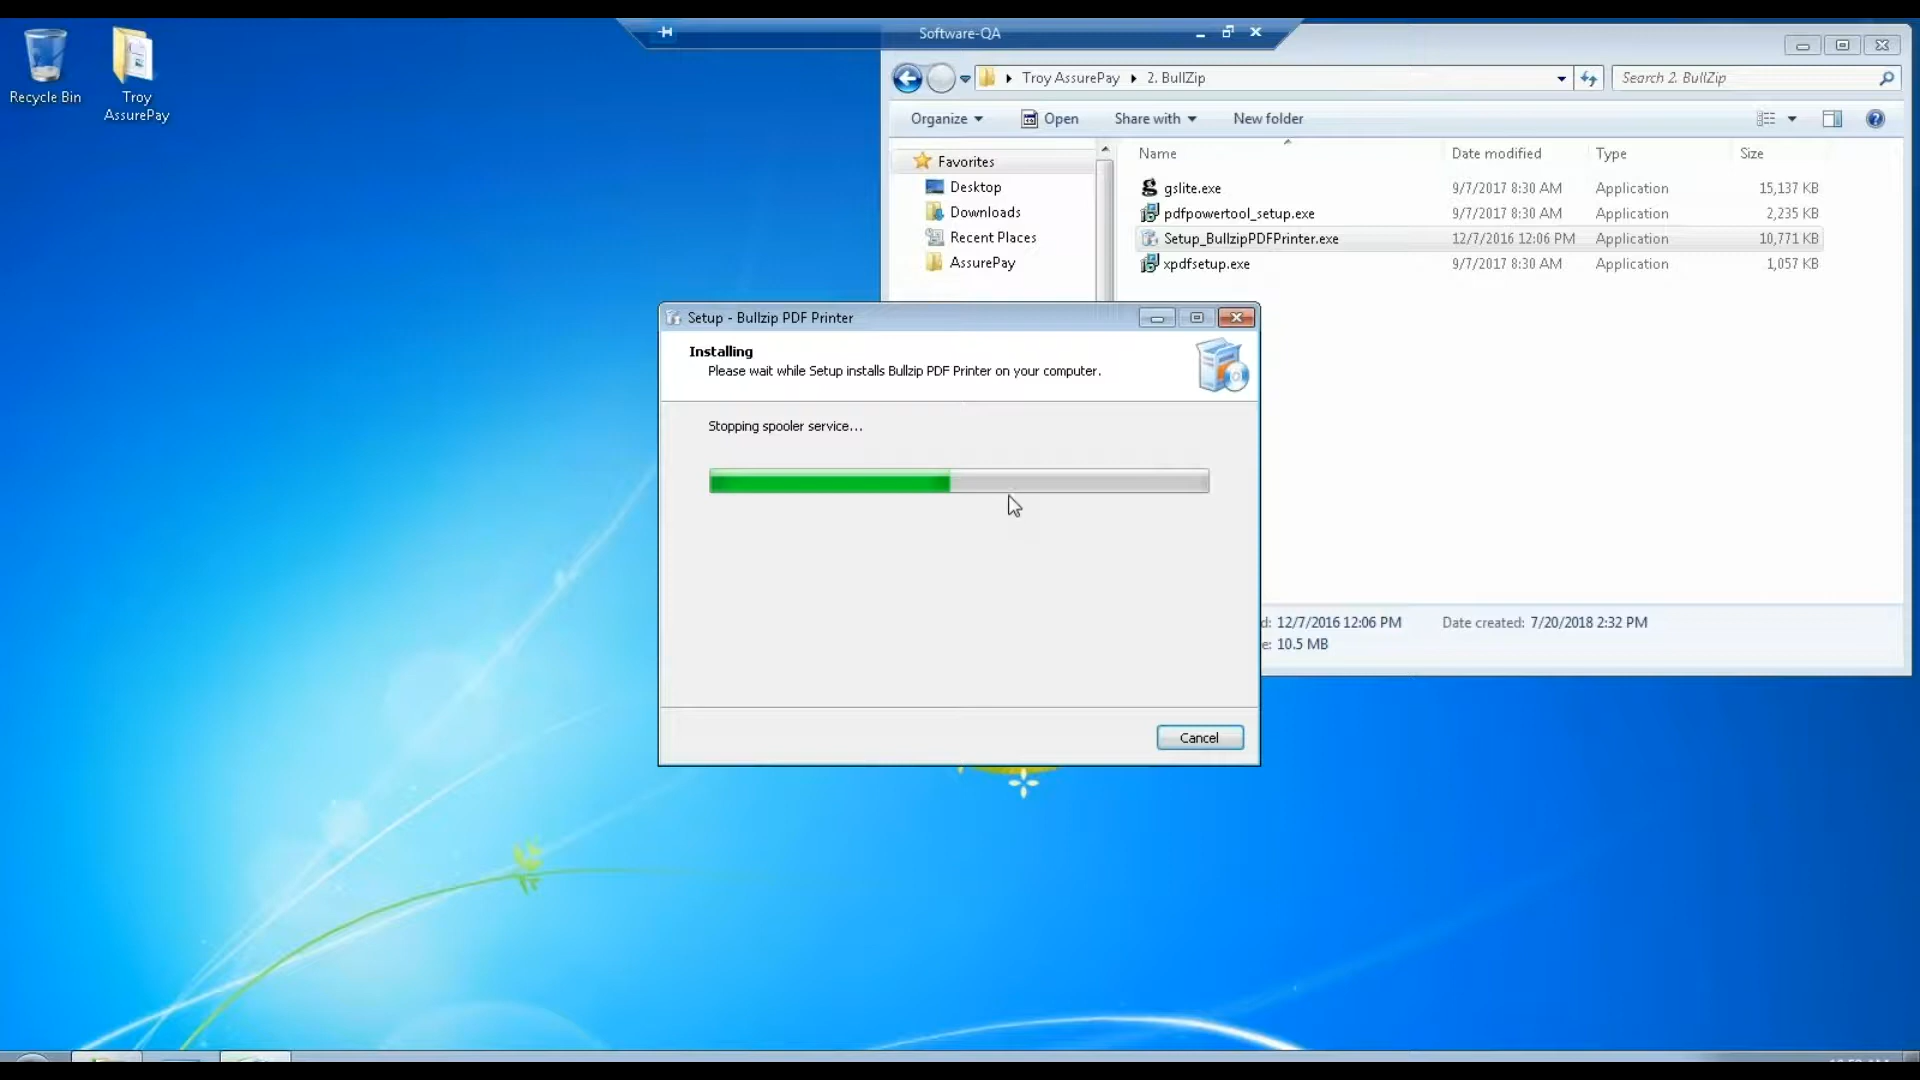 Recycle Bin
Troy
AssurePay
Software-QA
Troy AssurePay
2. BullZip
Search 2. BullZip
Organize
Open
Share with
New folder
Favorites
Desktop
Downloads
Recent Places
AssurePay
Name Date modified Type Size
gslite.exe 9/7/2017 8:30 AM Application 15,137 KB
pdfpowertool_setup.exe 9/7/2017 8:30 AM Application 2,235 KB
Setup_BullzipPDFPrinter.exe 12/7/2016 12:06 PM Application 10,771 KB
xpdfsetup.exe 9/7/2017 8:30 AM Application 1,057 KB
Setup - Bullzip PDF Printer
Installing
Please wait while Setup installs Bullzip PDF Printer on your computer.
Stopping spooler service...
Cancel
d: 12/7/2016 12:06 PM Date created: 7/20/2018 2:32 PM
e: 10.5 MB